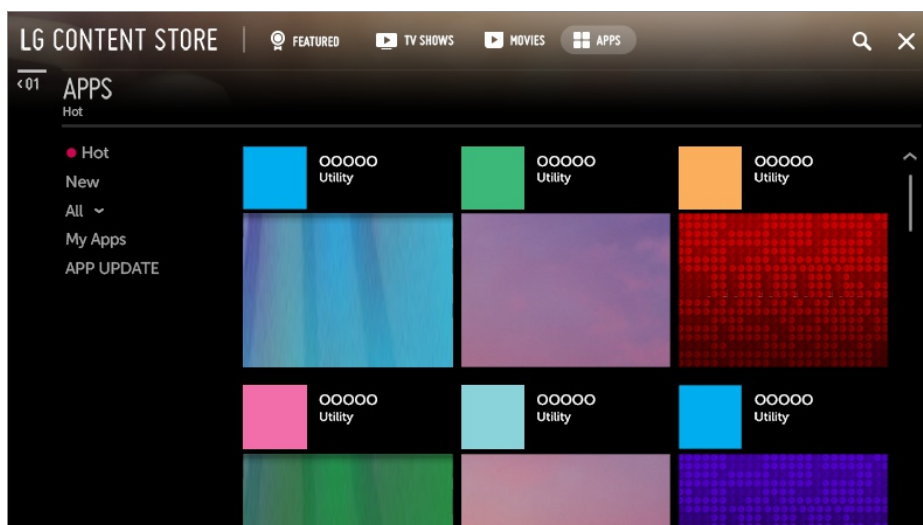 LG CONTENT STORE
FEATURED
TV SHOWS
MOVIES
APPS
<01
APPS
Hot
Hot
New
All
My Apps
APP UPDATE
OOOOO
Utility
OOOOO
Utility
OOOOO
Utility
OOOOO
Utility
OOOOO
Utility
OOOOO
Utility